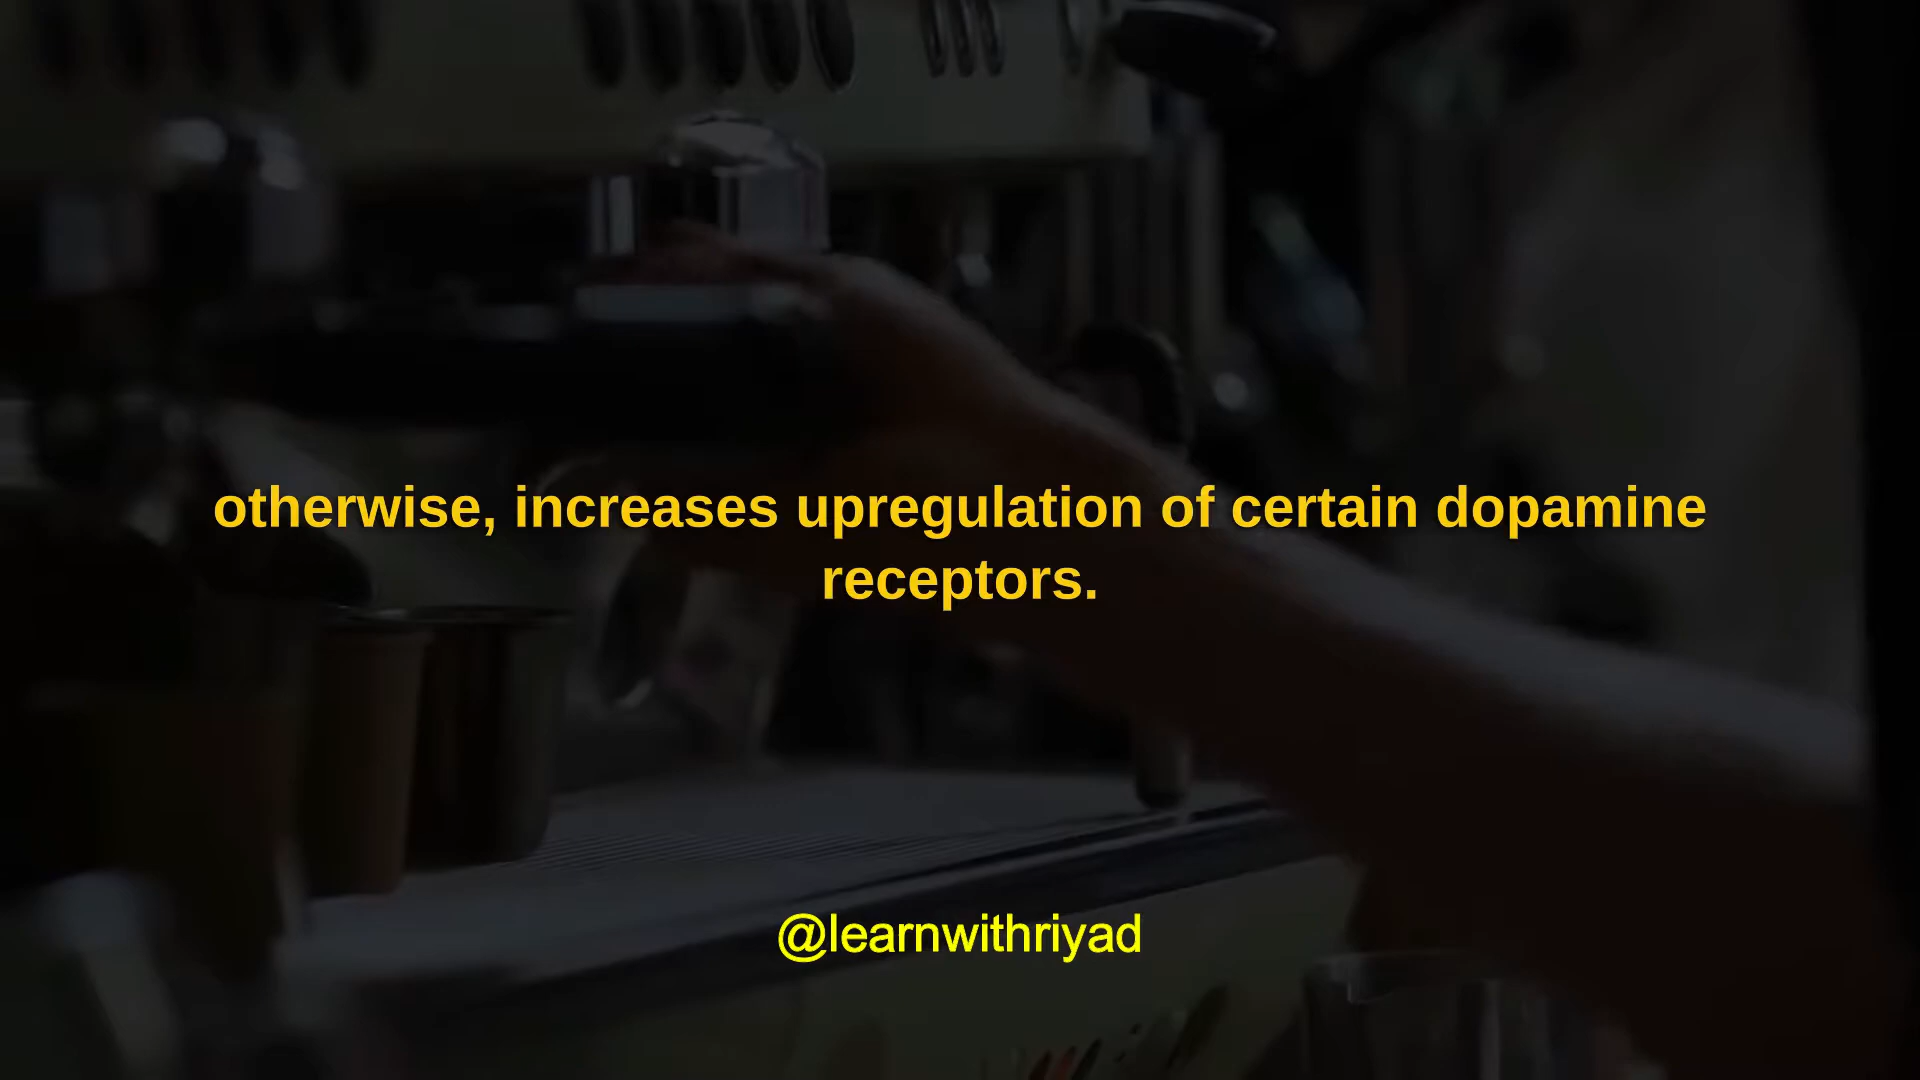 otherwise, increases upregulation of certain dopamine
receptors.
@learnwithriyad